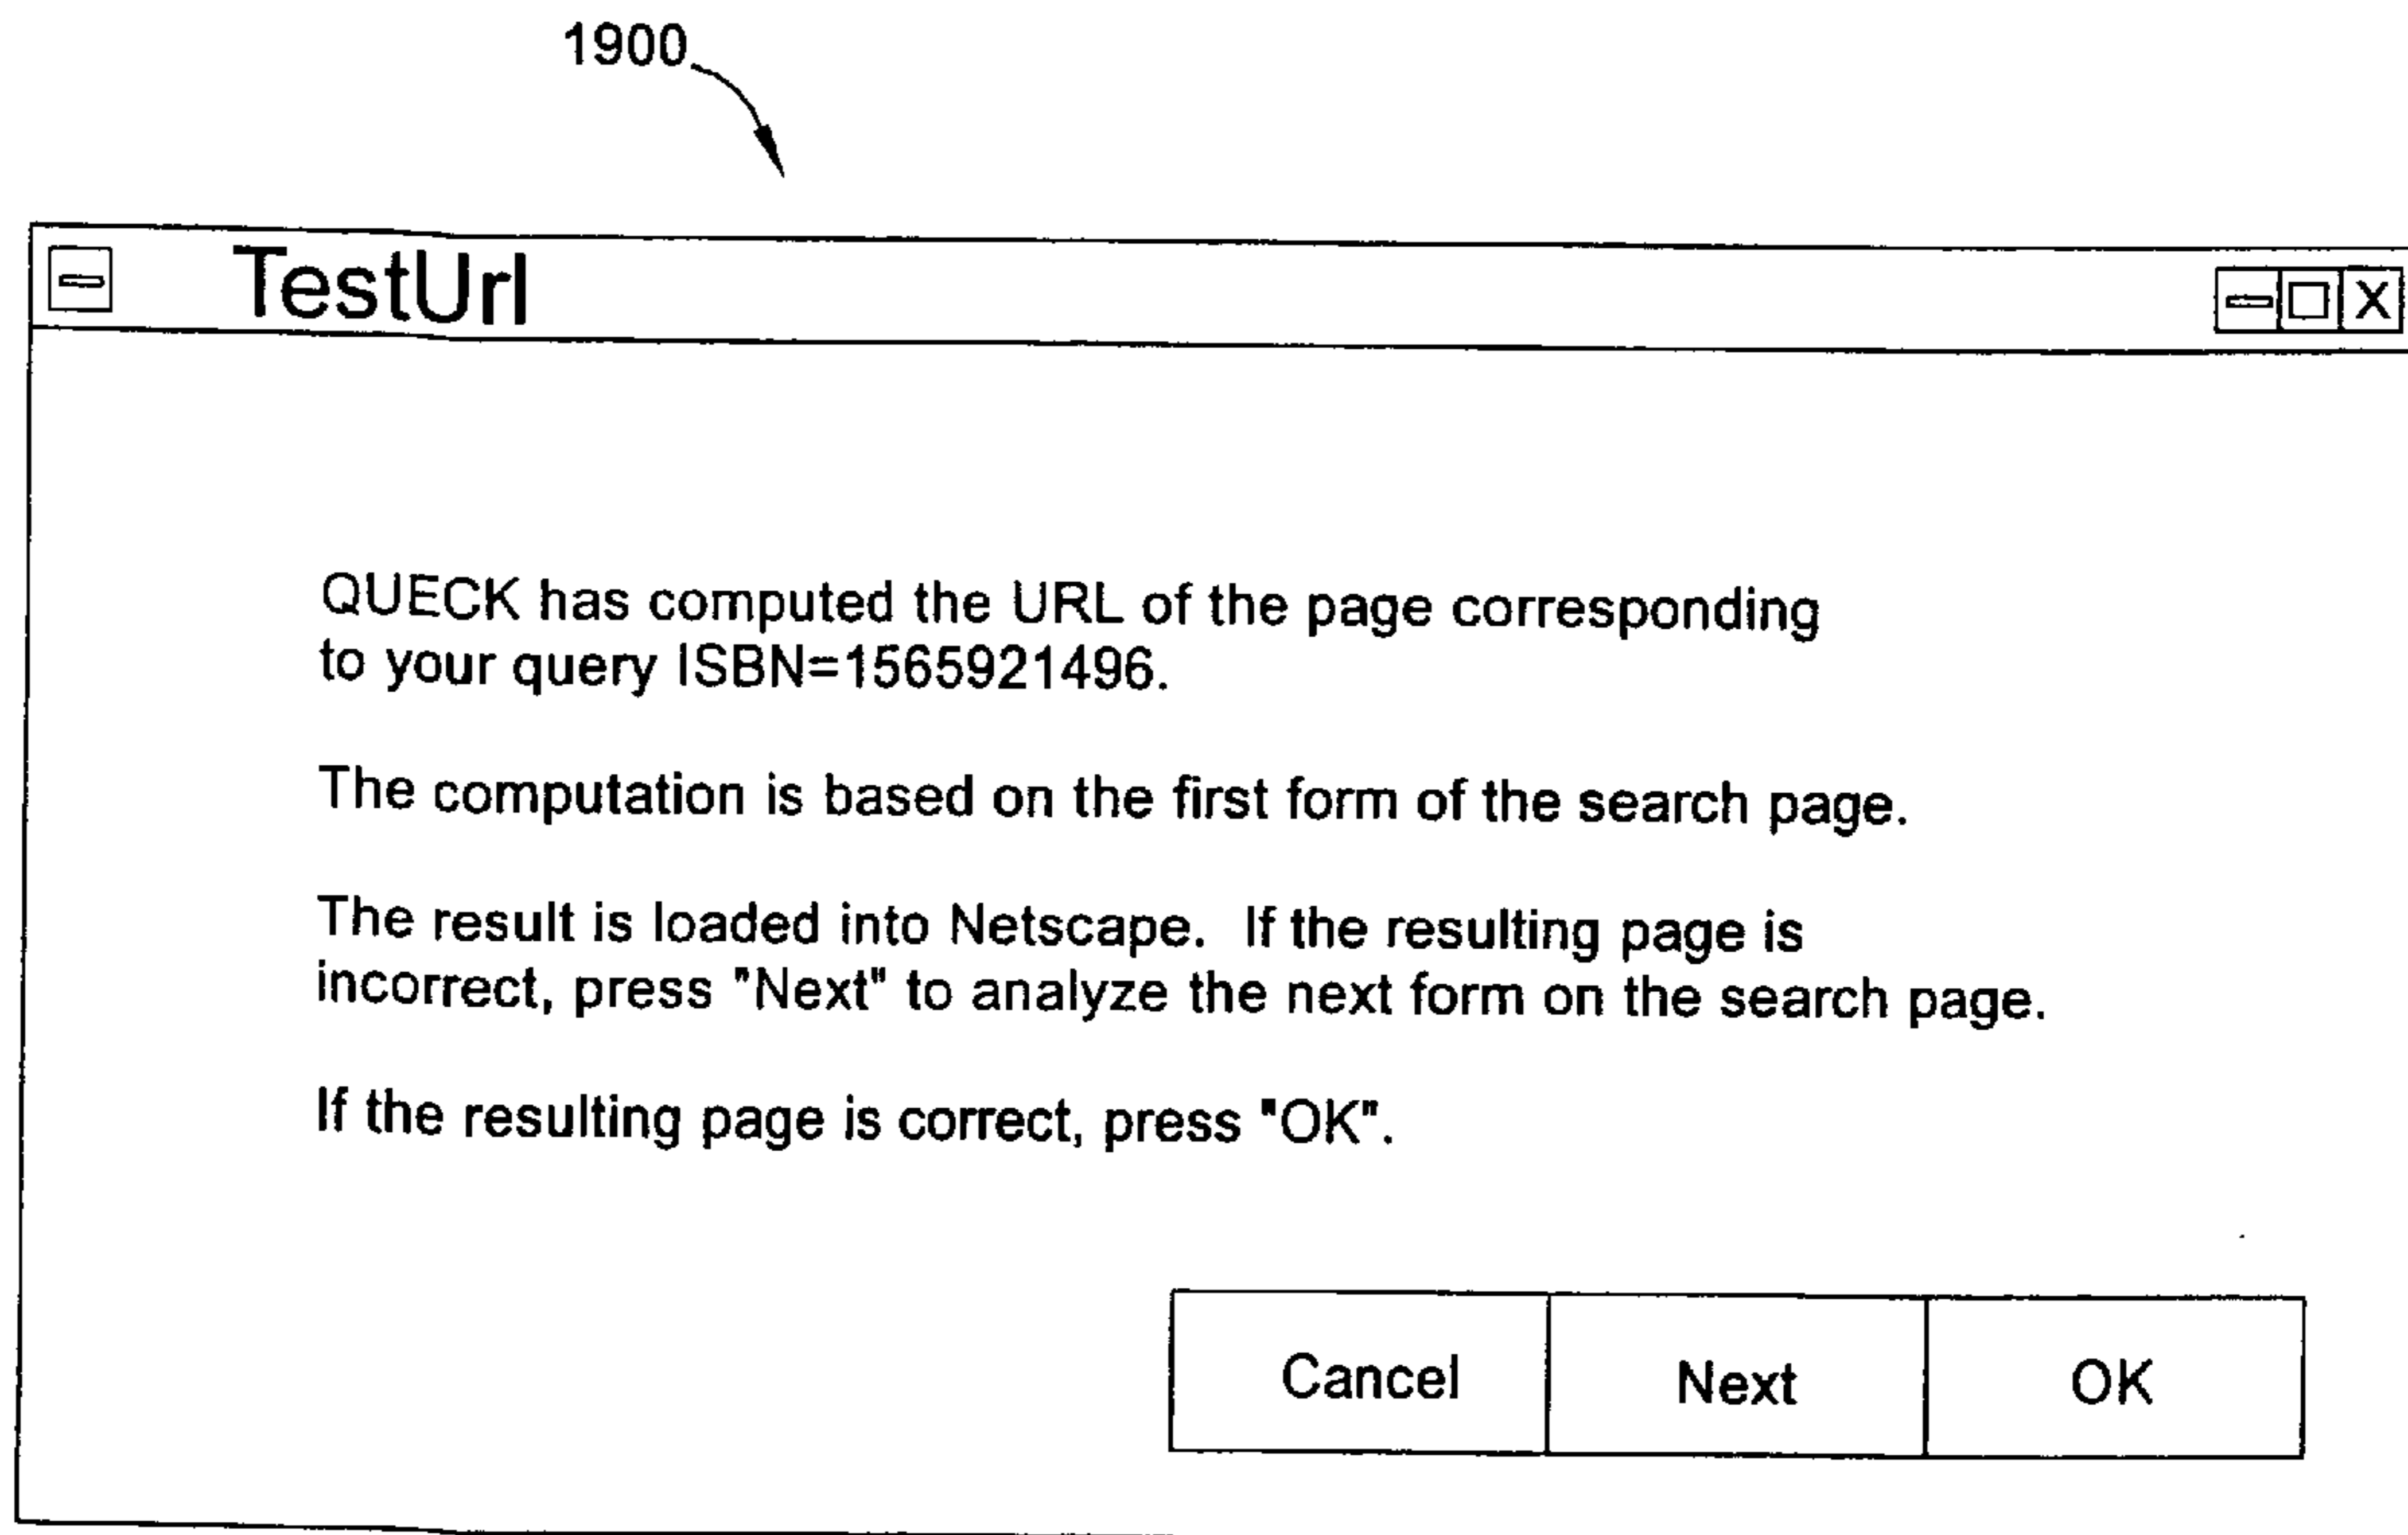 1900
TestUrl
X
QUECK has computed the URL of the page corresponding
to your query ISBN=1565921496.
The computation is based on the first form of the search page.
The result is loaded into Netscape. If the resulting page is
incorrect, press "Next" to analyze the next form on the search page.
If the resulting page is correct, press "OK".
Cancel Next OK